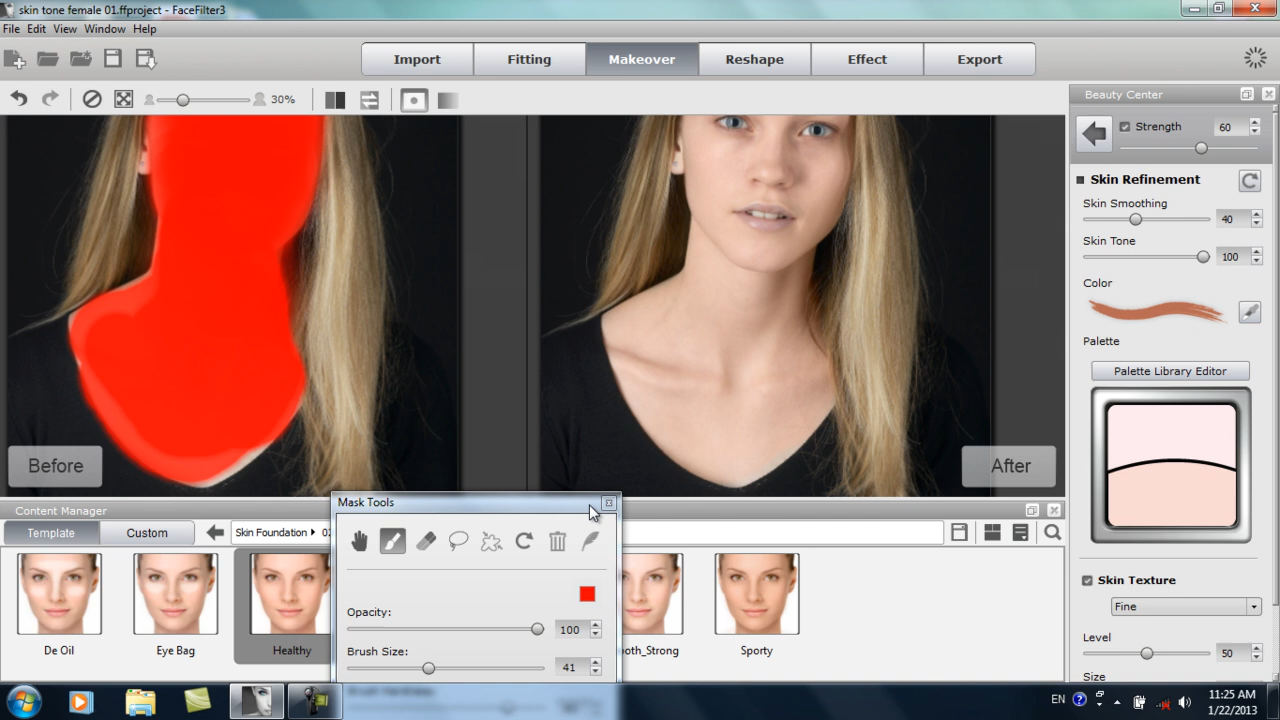 skin tone female 01.ffproject - FaceFilter3
File Edit View Window Help
Import Fitting Makeover Reshape Effect Export
30%
Beauty Center
Strength 60
Skin Refinement
Skin Smoothing
40
Skin Tone
100
Color
Palette
Palette Library Editor
Before
After
Content Manager
Template Custom Skin Foundation
Mask Tools
Opacity:
100
Brush Size:
41
De Oil Eye Bag Healthy Sporty
Skin Texture
Fine
Level
50
Size
EN
11:25 AM
1/22/2013